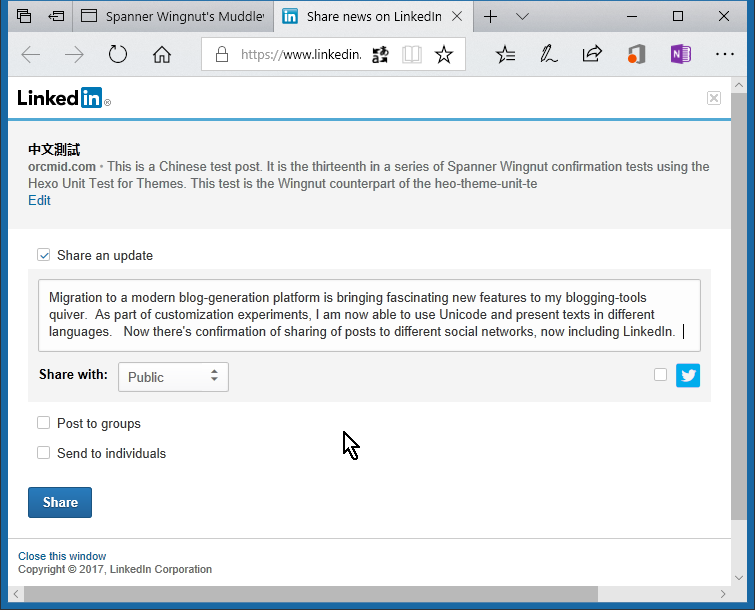 Spanner Wingnut's Muddle
Share news on LinkedIn
https://www.linkedin.
LinkedIn®
中文測試
orcmid.com • This is a Chinese test post. It is the thirteenth in a series of Spanner Wingnut confirmation tests using the
Hexo Unit Test for Themes. This test is the Wingnut counterpart of the heo-theme-unit-te
Edit
Share an update
Migration to a modern blog-generation platform is bringing fascinating new features to my blogging-tools
quiver.  As part of customization experiments, I am now able to use Unicode and present texts in different
languages.   Now there's confirmation of sharing of posts to different social networks, now including LinkedIn.
Share with: Public
Post to groups
Send to individuals
Share
Close this window
Copyright © 2017, LinkedIn Corporation